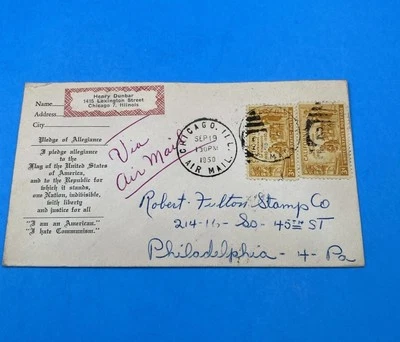 Henry Dunbar
1415 Lexington Street
Chicago 7, Illinois
Name
Address
City
Pledge of Allegiance
I pledge allegiance
to the
Flag of the United States
of America,
and to the Republic for
which it stands,
one Nation, indivisible,
with liberty
and justice for all
"I am an American."
"I hate Communism."
Via
Air Mail
CHICAGO, ILL.
SEP 19
130 PM
1950
AIR MAIL
Robert Fulton Stamp Co
214-16- So- 45TH ST
Philadelphia - 4 - Pa